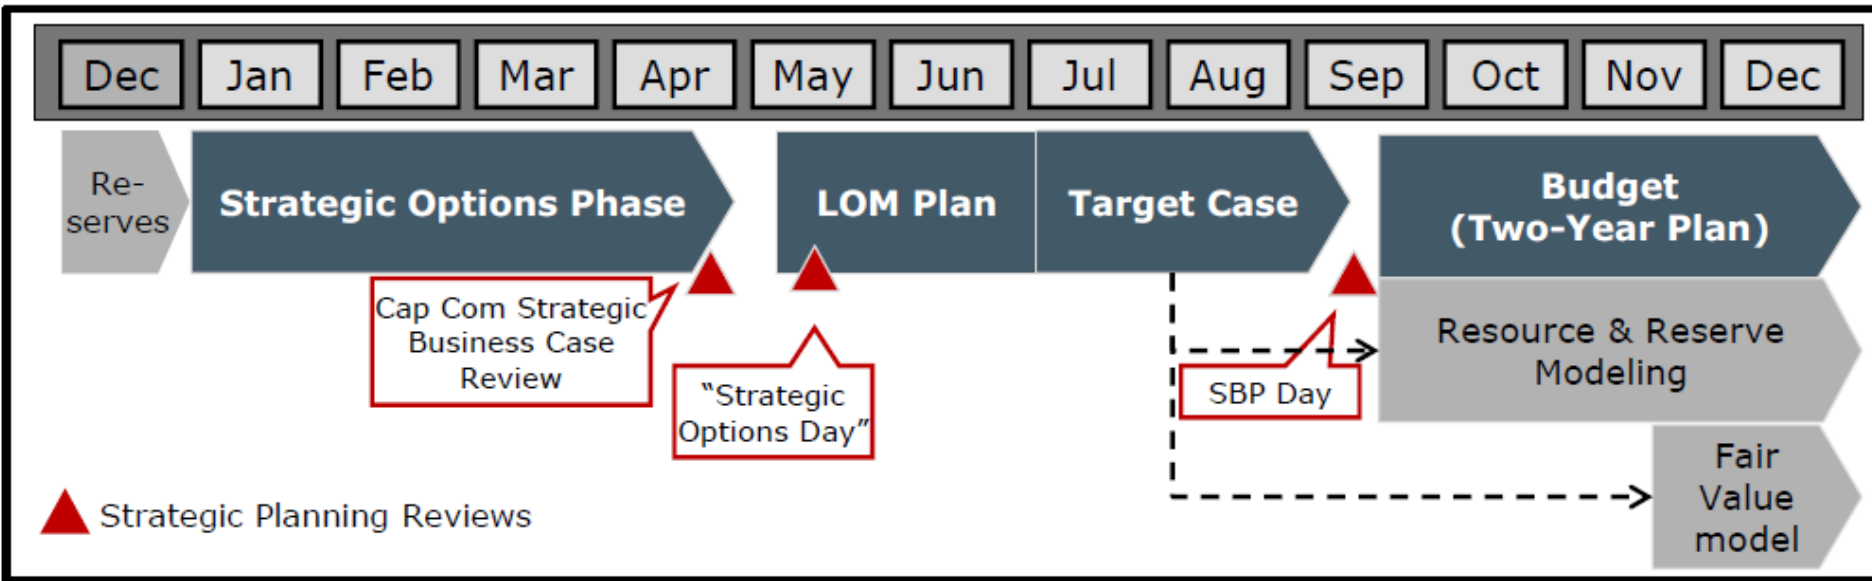 Dec Jan Feb Mar Apr May Jun Jul Aug Sep Oct Nov Dec
Re-
serves
Strategic Options Phase
LOM Plan
Target Case
Budget
(Two-Year Plan)
Cap Com Strategic
Business Case
Review
“Strategic
Options Day”
SBP Day
Resource & Reserve
Modeling
Fair
Value
model
Strategic Planning Reviews